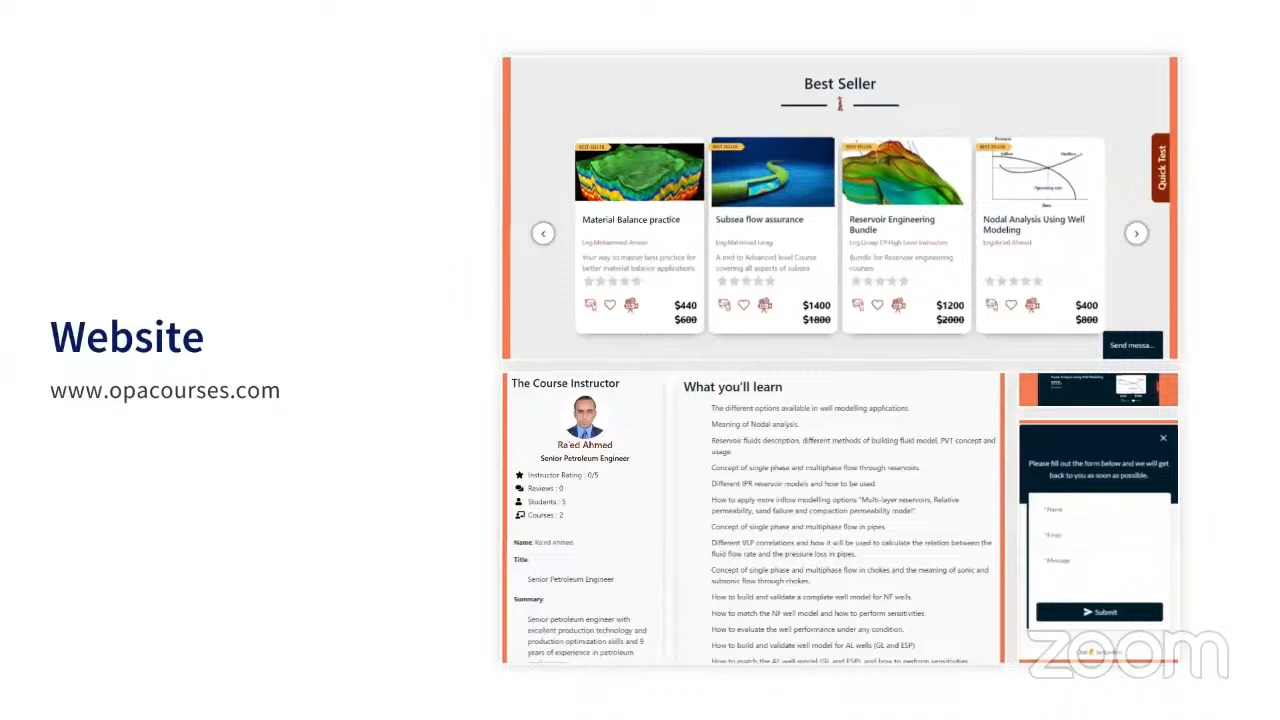 Website
www.opacourses.com
Best Seller
BEST SELLER
Material Balance practice
Eng.Mohammed
Your way to master best practice for
better material balance applications
$440
$600
BEST SELLER
Subsea flow assurance
Eng.Mahmoud
A mid to Advanced level Course
covering all aspects of subsea
$1400
$1800
BEST SELLER
Reservoir Engineering
Bundle
Eng.Group Of High Level Instructors
Bundle for Reservoir engineering
courses
$1200
$2000
BEST SELLER
Nodal Analysis Using Well
Modeling
Ahmed
$400
$800
Quick Test
Send messa...
The Course Instructor
Ra'ed Ahmed
Senior Petroleum Engineer
Instructor Rating : 0/5
Reviews : 0
Students : 5
Courses : 2
Name: Ra'ed Ahmed
Title:
Senior Petroleum Engineer
Summary:
Senior petroleum engineer with
excellent production technology and
production optimization skills and 9
years of experience in petroleum
What you'll learn
The different options available in well modelling applications.
Meaning of Nodal analysis.
Reservoir fluids description, different methods of building fluid model, PVT concept and
usage.
Concept of single phase and multiphase flow through reservoirs.
Different IPR reservoir models and how to be used
How to apply more inflow modelling options "Multi-layer reservoirs, Relative
permeability, sand failure and compaction permeability model".
Concept of single phase and multiphase flow in pipes.
Different VLP correlations and how it will be used to calculate the relation between the
fluid flow rate and the pressure loss in pipes.
Concept of single phase and multiphase flow in chokes and the meaning of sonic and
subsonic flow through chokes.
How to build and validate a complete well model for NF wells.
How to match the NF well model and how to perform sensitivities.
How to evaluate the well performance under any condition.
How to build and validate well model for AL wells (GL and ESP)
How to match the AL well model (GL and ESP), and how to perform sensitivities.
Please fill out the form below and we will get
back to you as soon as possible.
*Name
*Email
*Message
Submit
zoom